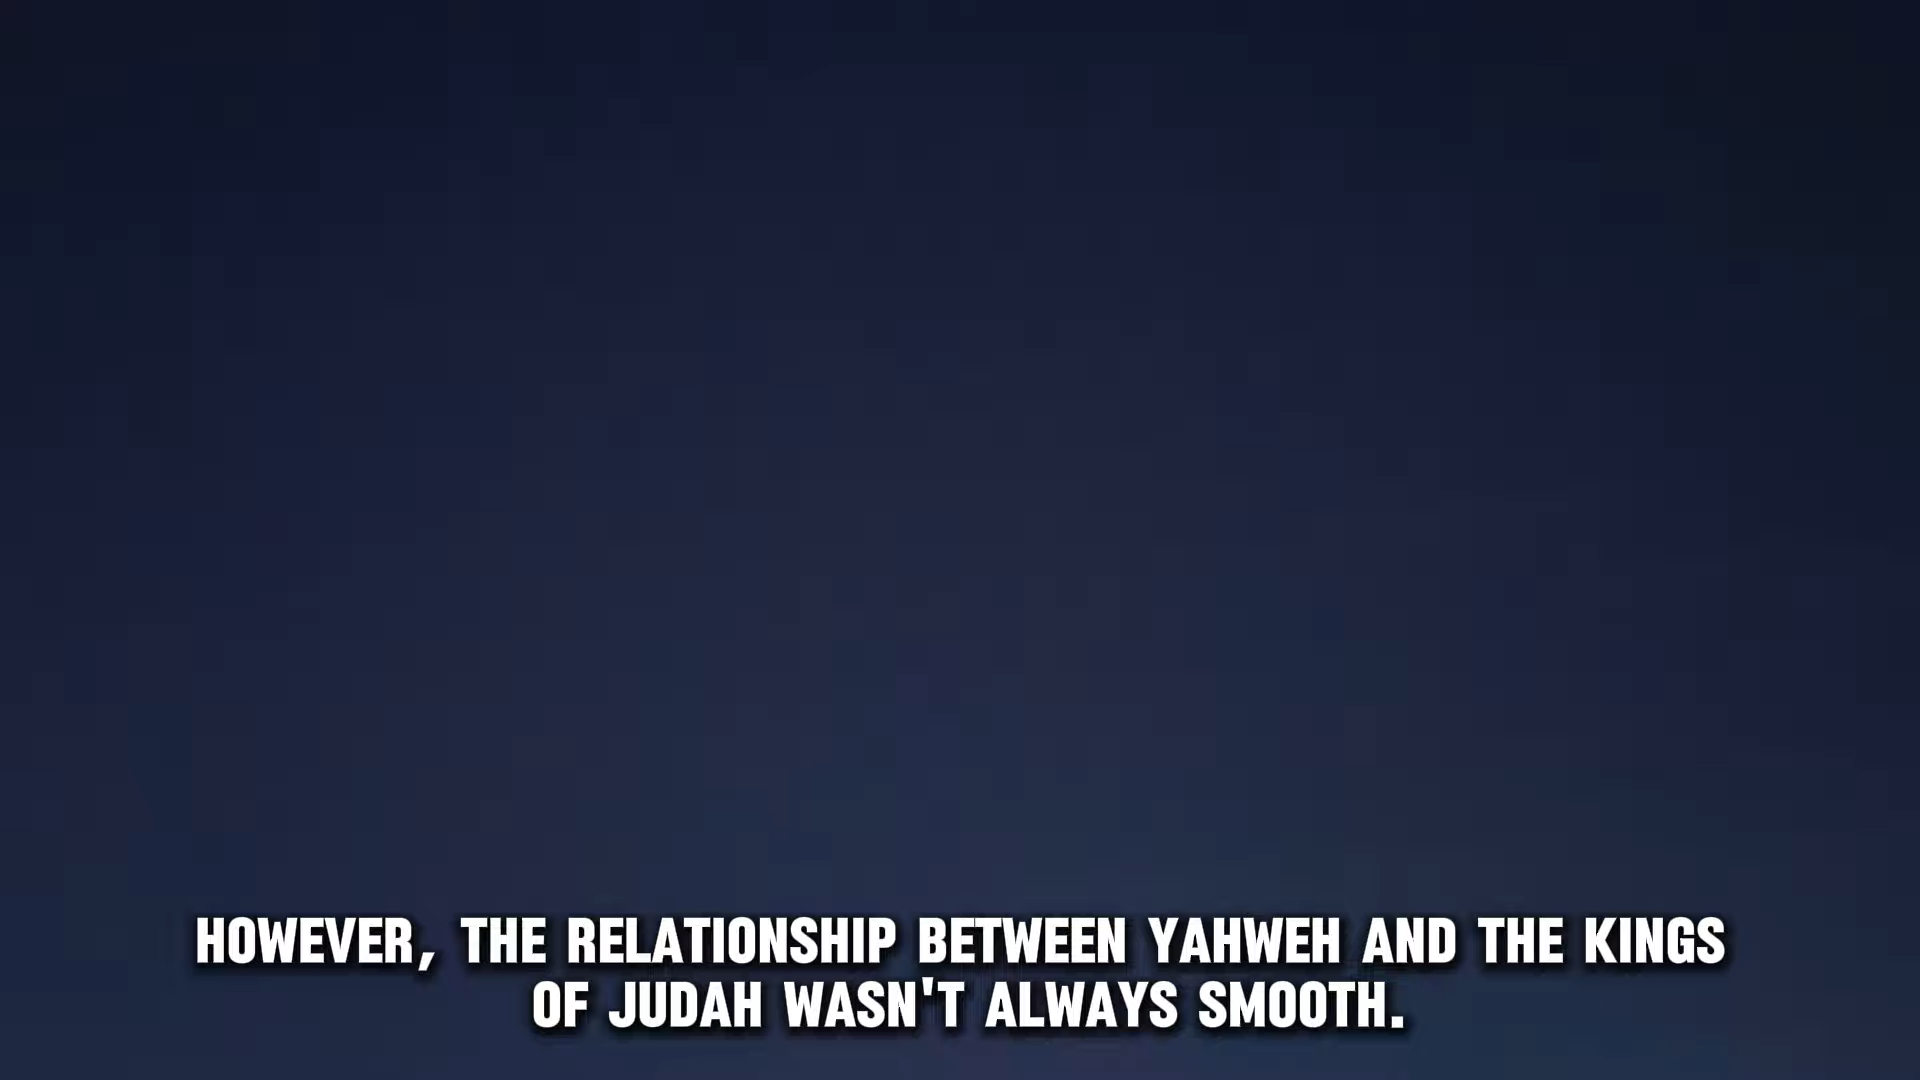 HOWEVER, THE RELATIONSHIP BETWEEN YAHWEH AND THE KINGS
OF JUDAH WASN'T ALWAYS SMOOTH.